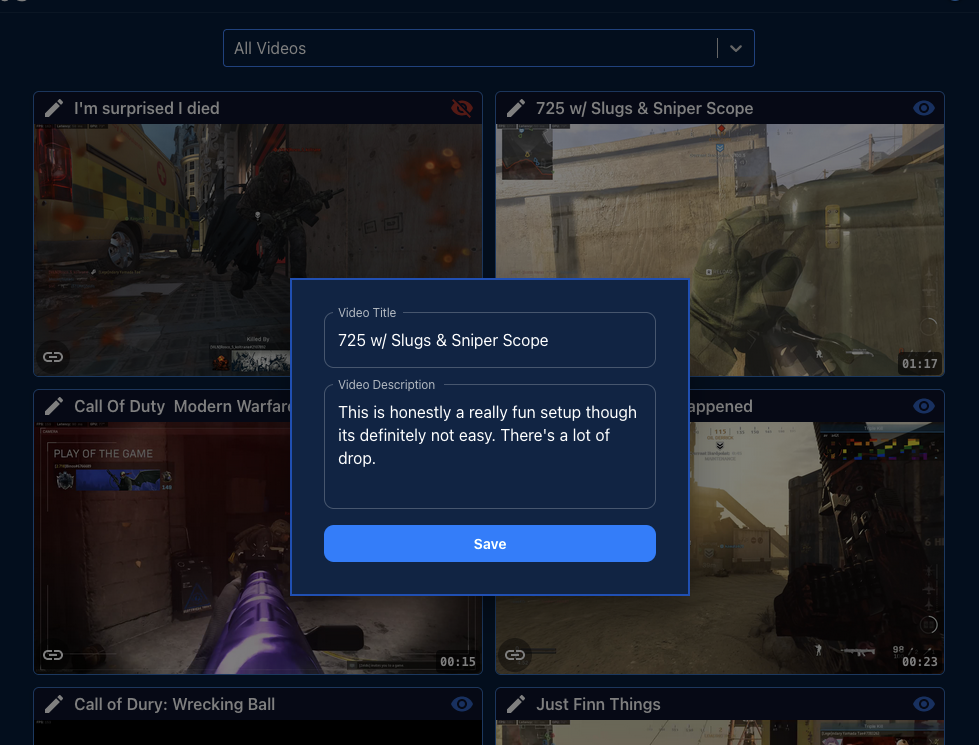 All Videos
I'm surprised I died
725 w/ Slugs & Sniper Scope
Killed By
01:17
Video Title
725 w/ Slugs & Sniper Scope
Video Description
This is honestly a really fun setup though
its definitely not easy. There's a lot of
drop.
Save
Call Of Duty Modern Warfare
appened
PLAY OF THE GAME
00:15
00:23
Call of Dury: Wrecking Ball
Just Finn Things